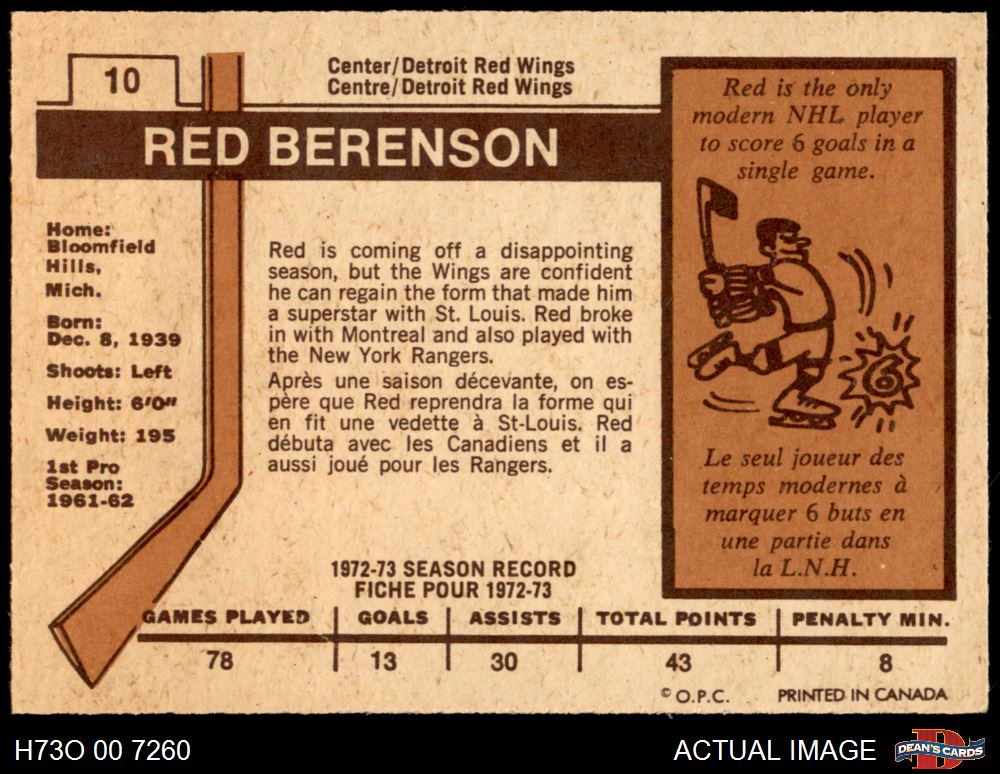 10
Center/Detroit Red Wings
Centre/Detroit Red Wings
RED BERENSON
Home:
Bloomfield
Hills,
Mich.
Born:
Dec. 8, 1939
Shoots: Left
Height: 6'0"
Weight: 195
1st Pro
Season:
1961-62
Red is coming off a disappointing
season, but the Wings are confident
he can regain the form that made him
a superstar with St. Louis. Red broke
in with Montreal and also played with
the New York Rangers.
Après une saison décevante, on es-
père que Red reprendra la forme qui
en fit une vedette à St-Louis. Red
débuta avec les Canadiens et il a
aussi joué pour les Rangers.
Red is the only
modern NHL player
to score 6 goals in a
single game.
6
Le seul joueur des
temps modernes à
marquer 6 buts en
une partie dans
la L.N.H.
1972-73 SEASON RECORD
FICHE POUR 1972-73
GAMES PLAYED GOALS ASSISTS TOTAL POINTS PENALTY MIN.
78 13 30 43 8
© O.P.C. PRINTED IN CANADA
H73O 00 7260
ACTUAL IMAGE
D
DEAN'S CARDS